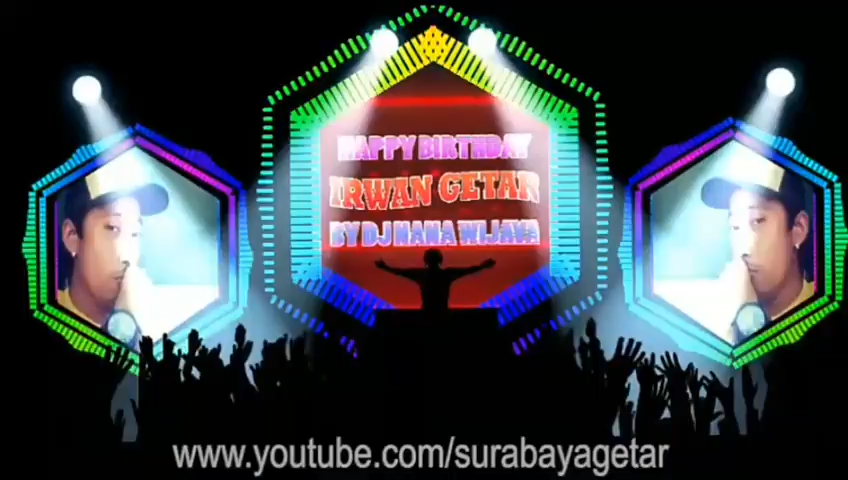 HAPPY BIRTHDAY
IRWAN GETAR
BY DJ NANA WIJAYA
www.youtube.com/surabayagetar